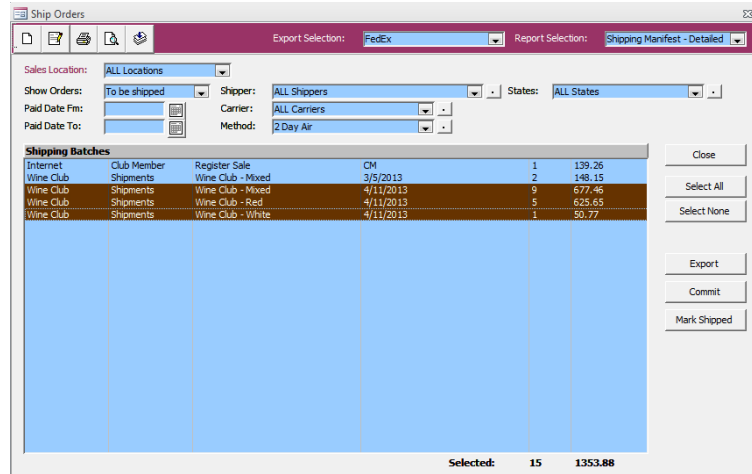 Ship Orders
Export Selection: FedEx Report Selection: Shipping Manifest - Detailed
Sales Location: ALL Locations
Show Orders: To be shipped Shipper: ALL Shippers States: ALL States
Paid Date Fm: Carrier: ALL Carriers
Paid Date To: Method: 2 Day Air
Shipping Batches
Internet Club Member Register Sale CM 1 139.26
Wine Club Shipments Wine Club - Mixed 3/5/2013 2 148.15
Wine Club Shipments Wine Club - Mixed 4/11/2013 9 677.46
Wine Club Shipments Wine Club - Red 4/11/2013 5 625.65
Wine Club Shipments Wine Club - White 4/11/2013 1 50.77
Selected: 15 1353.88
Close
Select All
Select None
Export
Commit
Mark Shipped